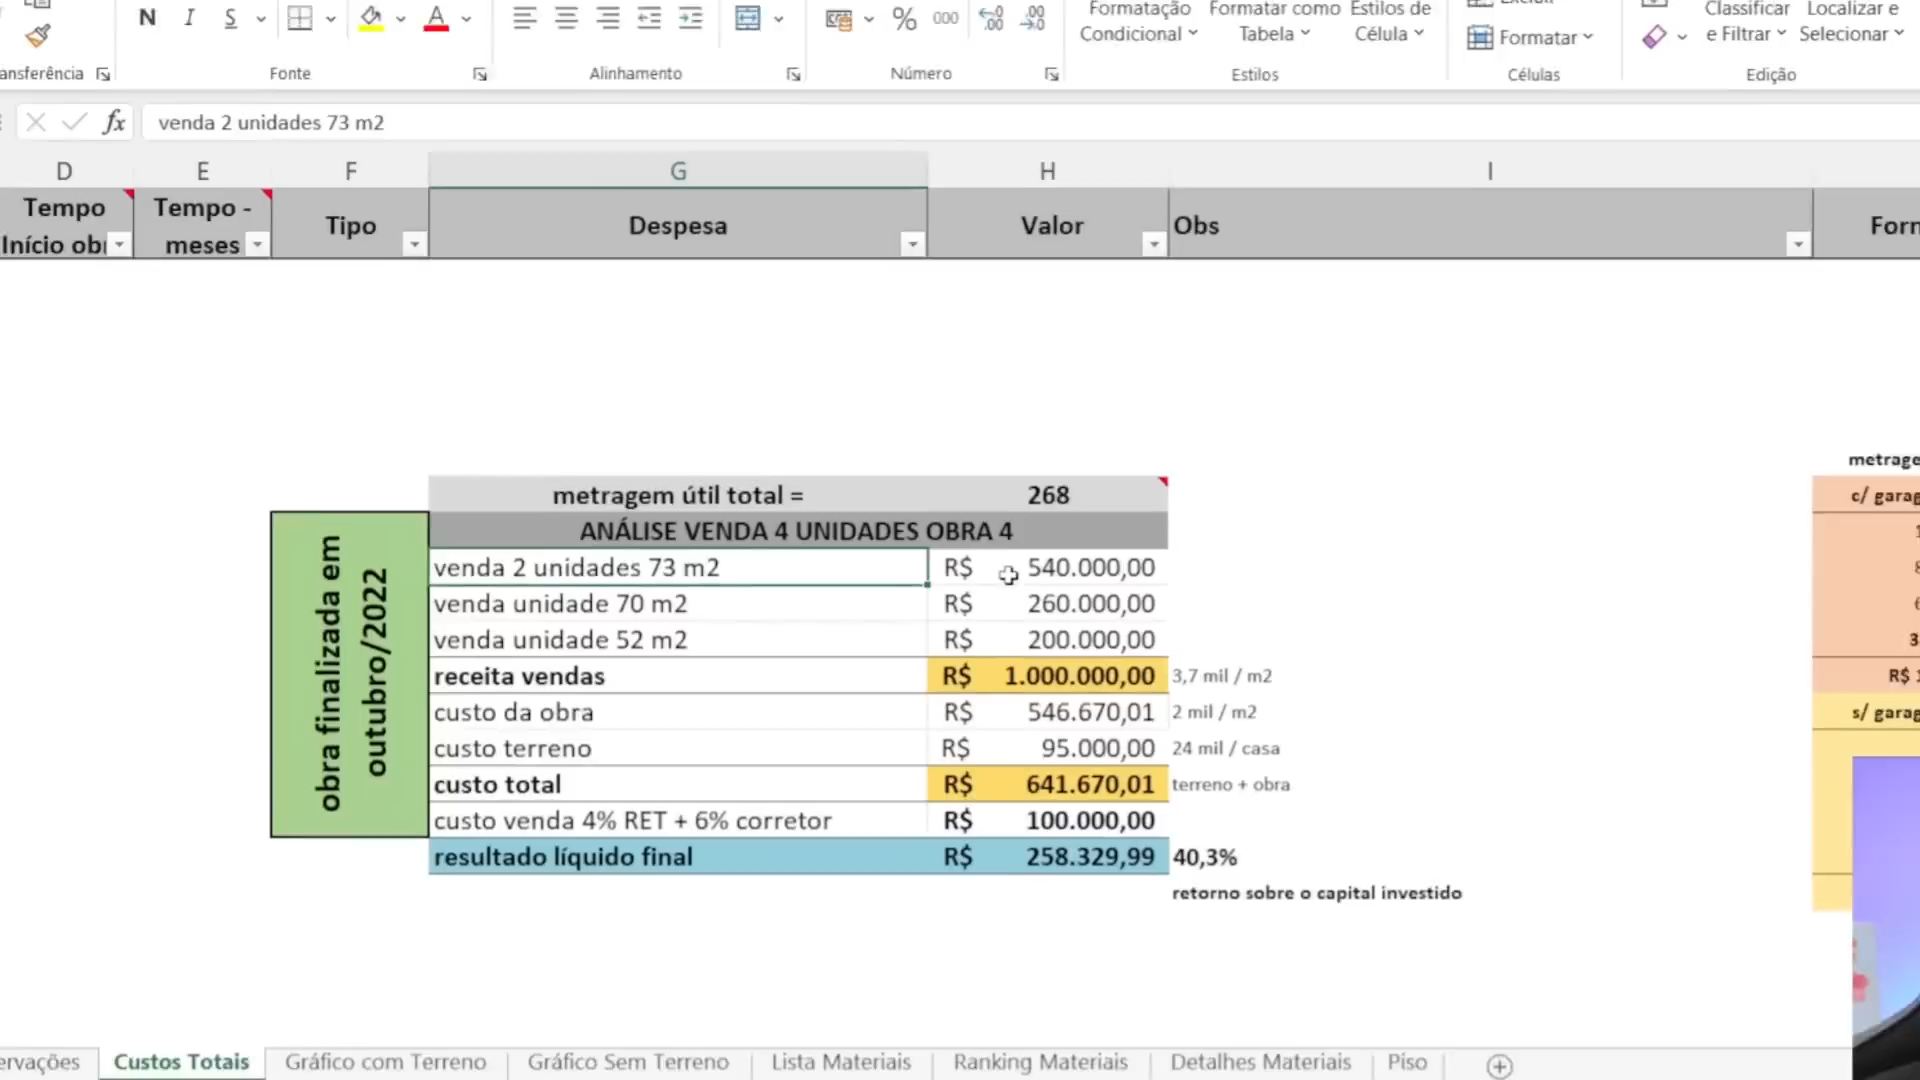 Formatação
Condicional
Formatar como
Tabela
Estilos de
Célula
Formatar
Classificar
e Filtrar
Localizar e
Selecionar
N I S
A
% 000
ansferência
Fonte
Alinhamento
Número
Estilos
Células
Edição
fx venda 2 unidades 73 m2
D E F G H I
Tempo
Início ob
Tempo -
meses
Tipo
Despesa
Valor
Obs
Forn
metrage
metragem útil total = 268
c/ garag
obra finalizada em
outubro/2022
ANÁLISE VENDA 4 UNIDADES OBRA 4
venda 2 unidades 73 m2 R$ 540.000,00
venda unidade 70 m2 R$ 260.000,00
venda unidade 52 m2 R$ 200.000,00
receita vendas R$ 1.000.000,00 3,7 mil / m2
R$ 1
custo da obra R$ 546.670,01 2 mil / m2
s/ garag
custo terreno R$ 95.000,00 24 mil / casa
custo total R$ 641.670,01 terreno + obra
custo venda 4% RET + 6% corretor R$ 100.000,00
resultado líquido final R$ 258.329,99 40,3%
retorno sobre o capital investido
ervações Custos Totais Gráfico com Terreno Gráfico Sem Terreno Lista Materiais Ranking Materiais Detalhes Materiais Piso